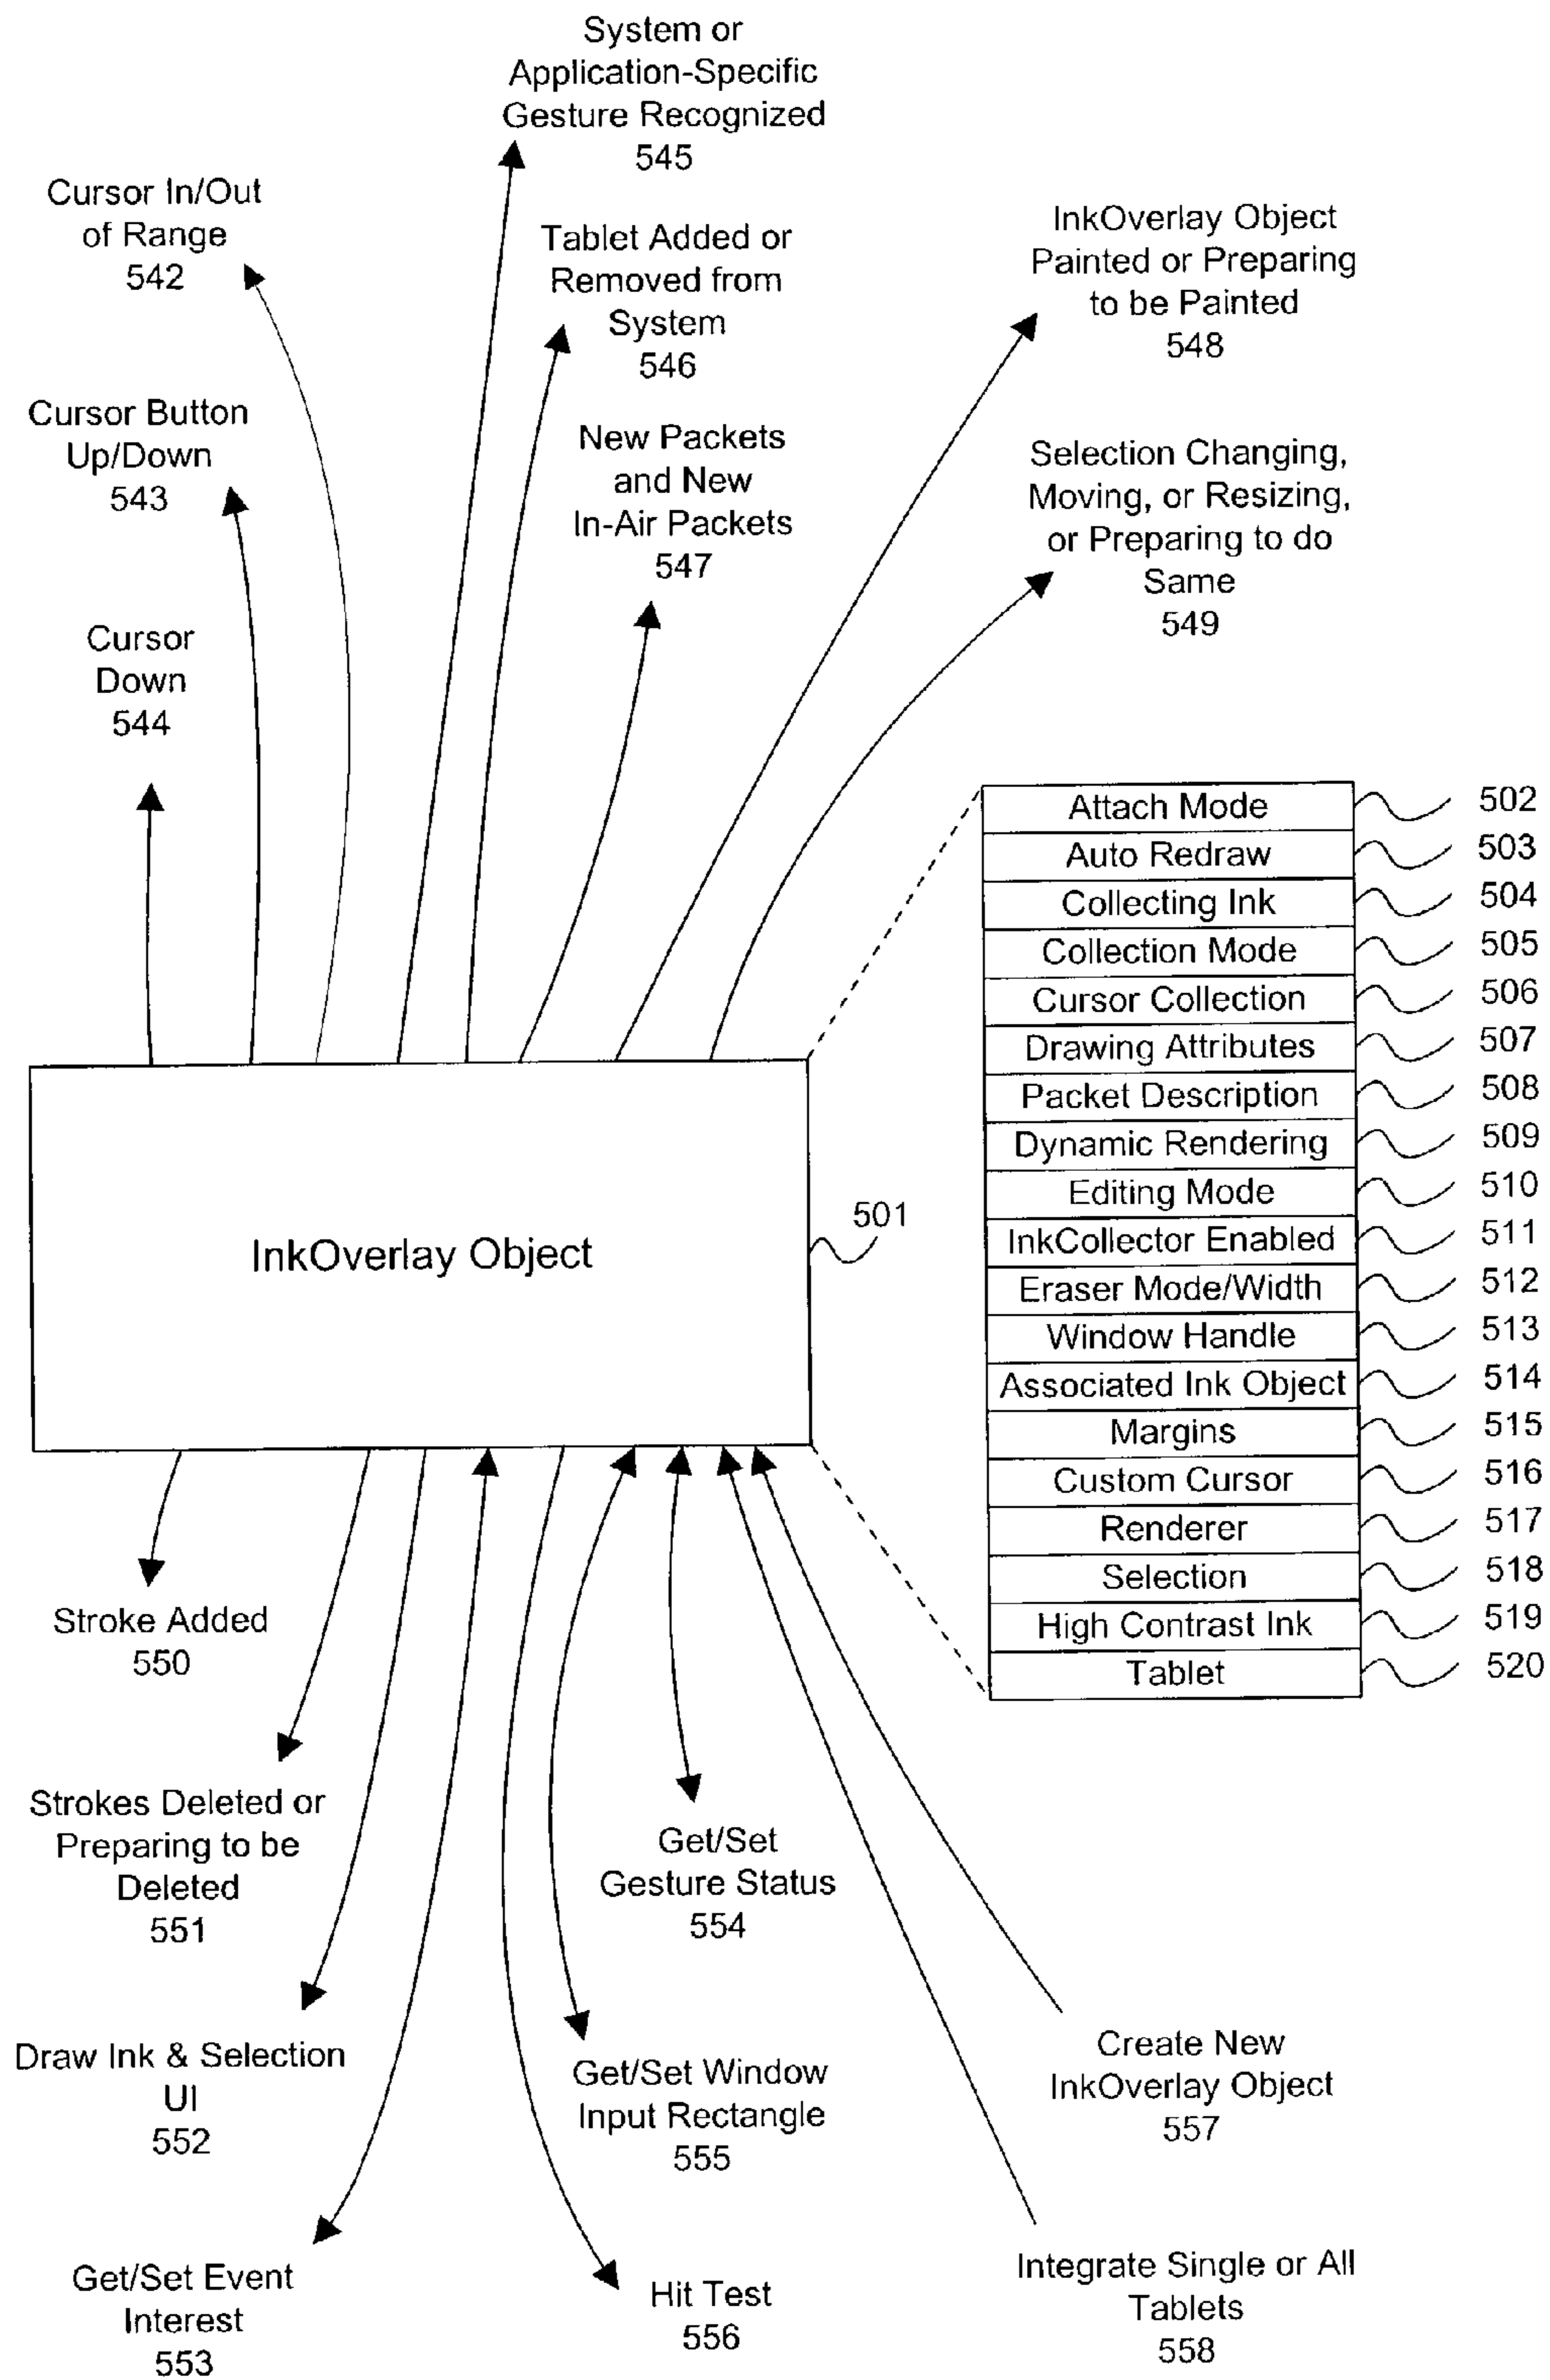 System or
Application-Specific
Gesture Recognized
545
Cursor In/Out
of Range
542
Tablet Added or
Removed from
System
546
InkOverlay Object
Painted or Preparing
to be Painted
548
Cursor Button
Up/Down
543
New Packets
and New
In-Air Packets
547
Selection Changing,
Moving, or Resizing,
or Preparing to do
Same
549
Cursor
Down
544
Attach Mode 502
Auto Redraw 503
Collecting Ink 504
Collection Mode 505
Cursor Collection 506
Drawing Attributes 507
Packet Description 508
Dynamic Rendering 509
Editing Mode 510
InkCollector Enabled 511
Eraser Mode/Width 512
Window Handle 513
Associated Ink Object 514
Margins 515
Custom Cursor 516
Renderer 517
Selection 518
High Contrast Ink 519
Tablet 520
InkOverlay Object
501
Stroke Added
550
Strokes Deleted or
Preparing to be
Deleted
551
Get/Set
Gesture Status
554
Draw Ink & Selection
UI
552
Get/Set Window
Input Rectangle
555
Create New
InkOverlay Object
557
Get/Set Event
Interest
553
Hit Test
556
Integrate Single or All
Tablets
558